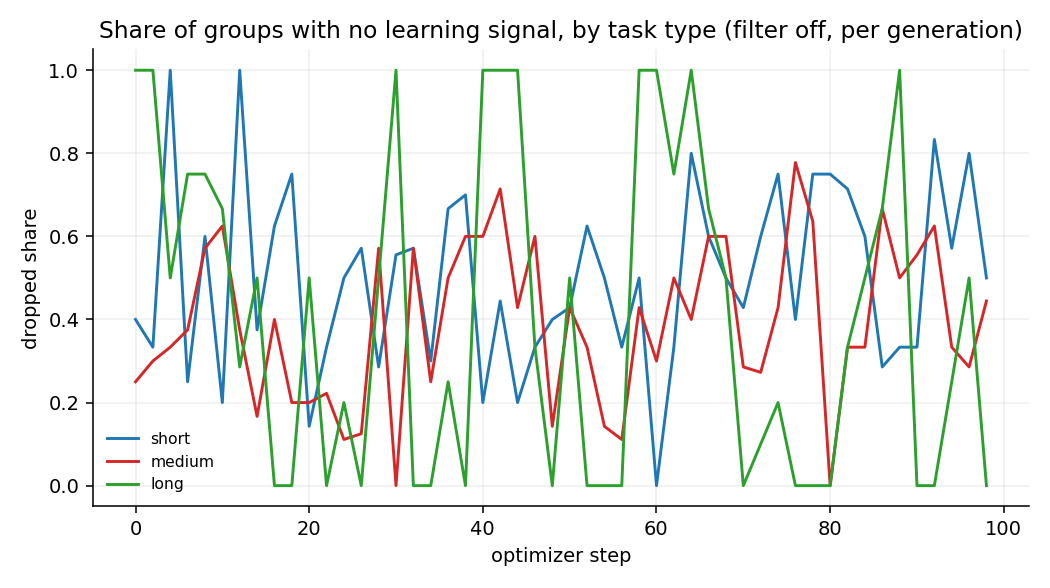 Share of groups with no learning signal, by task type (filter off, per generation)
1.0
0.8
0.6
0.4
0.2
0.0
dropped share
short
medium
long
0
20
40
60
80
100
optimizer step